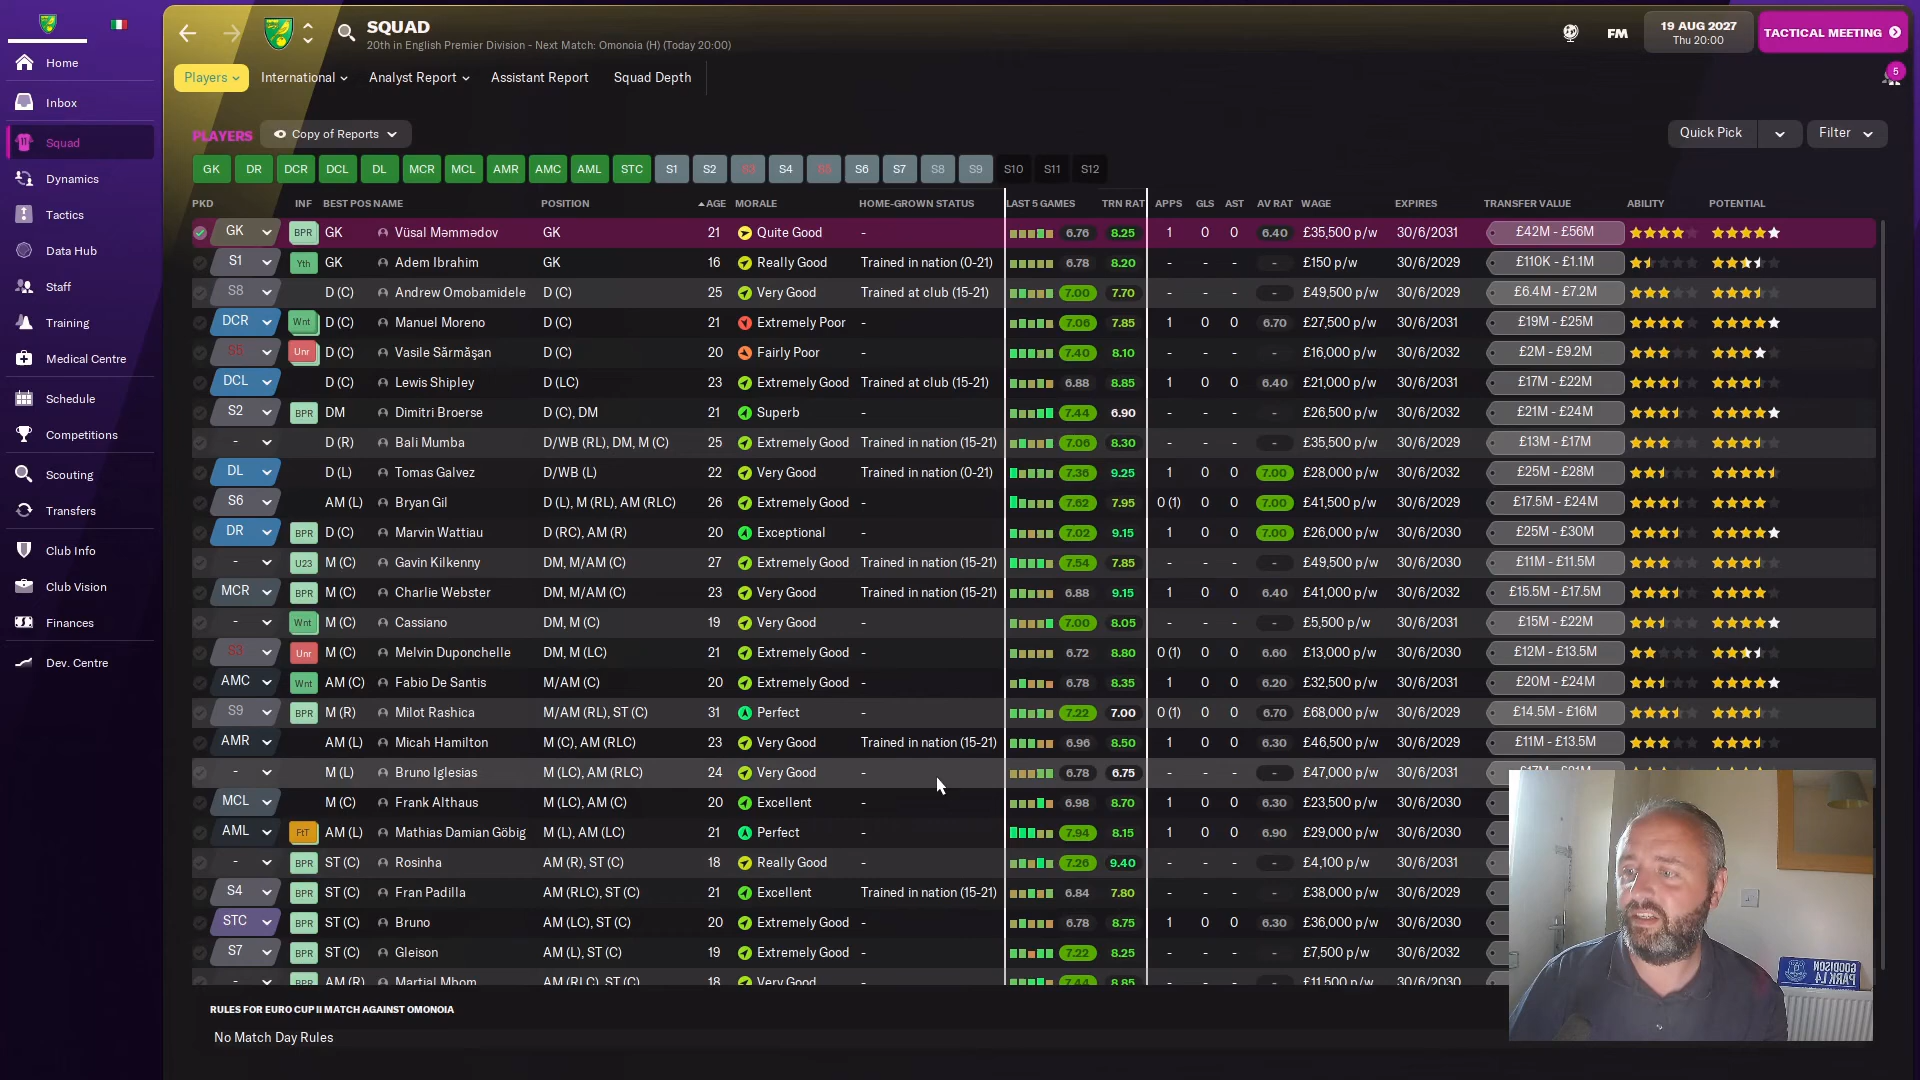 SQUAD
20th in English Premier Division - Next Match: Omonoia (H) (Today 20:00)
FM
19 AUG 2027
Thu 20:00
TACTICAL MEETING
Home
Inbox
Squad
Dynamics
Tactics
Data Hub
Staff
Training
Medical Centre
Schedule
Competitions
Scouting
Transfers
Club Info
Club Vision
Finances
Dev. Centre
Players International Analyst Report Assistant Report Squad Depth
5
PLAYERS Copy of Reports Quick Pick Filter
GK DR DCR DCL DL MCR MCL AMR AMC AML STC S1 S2 S3 S4 S5 S6 S7 S8 S9 S10 S11 S12
PKD INF BEST POS NAME POSITION AGE MORALE HOME-GROWN STATUS LAST 5 GAMES TRN RAT APPS GLS AST AV RAT WAGE EXPIRES TRANSFER VALUE ABILITY POTENTIAL
GK BPR GK Vüsal Məmmədov GK 21 Quite Good - 6.76 8.25 1 0 0 6.40 £35,500 p/w 30/6/2031 £42M - £56M
S1 Yth GK Adem Ibrahim GK 16 Really Good Trained in nation (0-21) 6.78 8.20 - - - - £150 p/w 30/6/2029 £110K - £1.1M
S8 D (C) Andrew Omobamidele D (C) 25 Very Good Trained at club (15-21) 7.00 7.70 - - - - £49,500 p/w 30/6/2029 £6.4M - £7.2M
DCR Wnt D (C) Manuel Moreno D (C) 21 Extremely Poor - 7.06 7.85 1 0 0 6.70 £27,500 p/w 30/6/2031 £19M - £25M
S5 Unr D (C) Vasile Sărmăşan D (C) 20 Fairly Poor - 7.40 8.10 - - - - £16,000 p/w 30/6/2032 £2M - £9.2M
DCL D (C) Lewis Shipley D (LC) 23 Extremely Good Trained at club (15-21) 6.88 8.85 1 0 0 6.40 £21,000 p/w 30/6/2031 £17M - £22M
S2 BPR DM Dimitri Broerse D (C), DM 21 Superb - 7.44 6.90 - - - - £26,500 p/w 30/6/2032 £21M - £24M
- D (R) Bali Mumba D/WB (RL), DM, M (C) 25 Extremely Good Trained in nation (15-21) 7.06 8.30 - - - - £35,500 p/w 30/6/2029 £13M - £17M
DL D (L) Tomas Galvez D/WB (L) 22 Very Good Trained in nation (0-21) 7.36 9.25 1 0 0 7.00 £28,000 p/w 30/6/2032 £25M - £28M
S6 AM (L) Bryan Gil D (L), M (RL), AM (RLC) 26 Extremely Good - 7.62 7.95 0 (1) 0 0 7.00 £41,500 p/w 30/6/2029 £17.5M - £24M
DR BPR D (C) Marvin Wattiau D (RC), AM (R) 20 Exceptional - 7.02 9.15 1 0 0 7.00 £26,000 p/w 30/6/2030 £25M - £30M
- U23 M (C) Gavin Kilkenny DM, M/AM (C) 27 Very Good Trained in nation (15-21) 7.54 7.85 - - - - £49,500 p/w 30/6/2030 £11M - £11.5M
MCR BPR M (C) Charlie Webster DM, M/AM (C) 23 Very Good Trained in nation (15-21) 6.88 9.15 1 0 0 6.40 £41,000 p/w 30/6/2032 £15.5M - £17.5M
- Wnt M (C) Cassiano DM, M (C) 19 Very Good - 7.00 8.05 - - - - £5,500 p/w 30/6/2031 £15M - £22M
S3 Unr M (C) Melvin Duponchelle DM, M (LC) 21 Extremely Good - 6.72 8.80 0 (1) 0 0 6.60 £13,000 p/w 30/6/2030 £12M - £13.5M
AMC Wnt AM (C) Fabio De Santis M/AM (C) 20 Extremely Good - 6.78 8.35 1 0 0 6.20 £32,500 p/w 30/6/2031 £20M - £24M
S9 BPR M (R) Milot Rashica M/AM (RL), ST (C) 31 Perfect - 7.22 7.00 0 (1) 0 0 6.70 £68,000 p/w 30/6/2029 £14.5M - £16M
AMR AM (L) Micah Hamilton M (C), AM (RLC) 23 Very Good Trained in nation (15-21) 6.96 8.50 1 0 0 6.30 £46,500 p/w 30/6/2029 £11M - £13.5M
- M (L) Bruno Iglesias M (LC), AM (RLC) 24 Very Good - 6.78 6.75 - - - - £47,000 p/w 30/6/2031
MCL M (C) Frank Althaus M (LC), AM (C) 20 Excellent - 6.98 8.70 1 0 0 6.30 £23,500 p/w 30/6/2030
AML FtT AM (L) Mathias Damian Göbig M (L), AM (LC) 21 Perfect - 7.94 8.15 1 0 0 6.90 £29,000 p/w 30/6/2030
- BPR ST (C) Rosinha AM (R), ST (C) 18 Really Good - 7.26 9.40 - - - - £4,100 p/w 30/6/2031
S4 BPR ST (C) Fran Padilla AM (RLC), ST (C) 21 Excellent Trained in nation (15-21) 6.84 7.80 - - - - £38,000 p/w 30/6/2029
STC BPR ST (C) Bruno AM (LC), ST (C) 20 Extremely Good - 6.78 8.75 1 0 0 6.30 £36,000 p/w 30/6/2030
S7 BPR ST (C) Gleison AM (L), ST (C) 19 Extremely Good - 7.22 8.25 - - - - £7,500 p/w 30/6/2032
- BPR AM (R) Martial Mbom AM (RLC), ST (C) 18 Very Good - 7.44 8.85 - - - - £11,500 p/w 30/6/2030
RULES FOR EURO CUP II MATCH AGAINST OMONOIA
No Match Day Rules
GOODISON
PARK L4